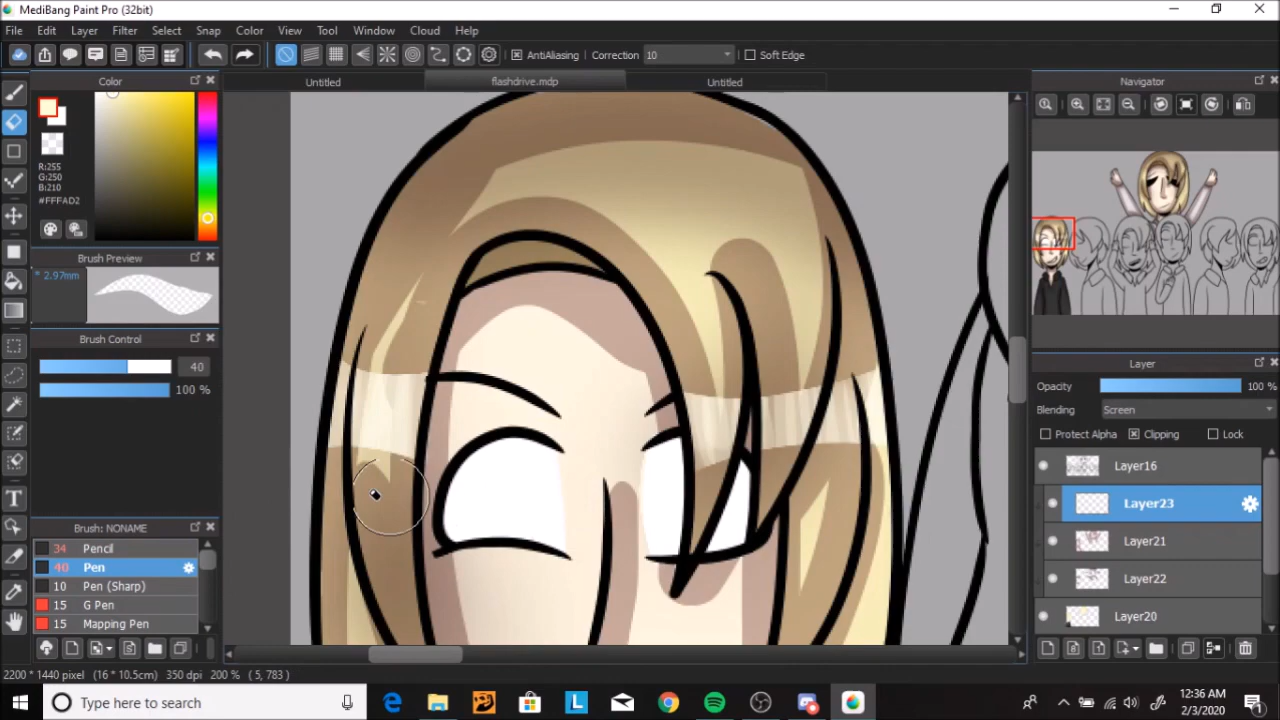 MediBang Paint Pro (32bit)
File Edit Layer Filter Select Snap Color View Tool Window Cloud Help
AntiAliasing Correction 10 Soft Edge
Color
Untitled flashdrive.mdp Untitled
Navigator
R:255
G:250
B:210
#FFFAD2
Brush Preview
* 2.97mm
Brush Control
40
100 %
Brush: NONAME
34 Pencil
40 Pen
10 Pen (Sharp)
15 G Pen
15 Mapping Pen
Layer
Opacity 100 %
Blending Screen
Protect Alpha Clipping Lock
Layer16
Layer23
Layer21
Layer22
Layer20
2200 * 1440 pixel (16 * 10.5cm) 350 dpi 200 % ( 5, 783 )
Type here to search
12:36 AM
2/3/2020